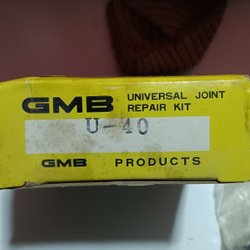 GMB UNIVERSAL JOINT
REPAIR KIT
U-40
GMB PRODUCTS